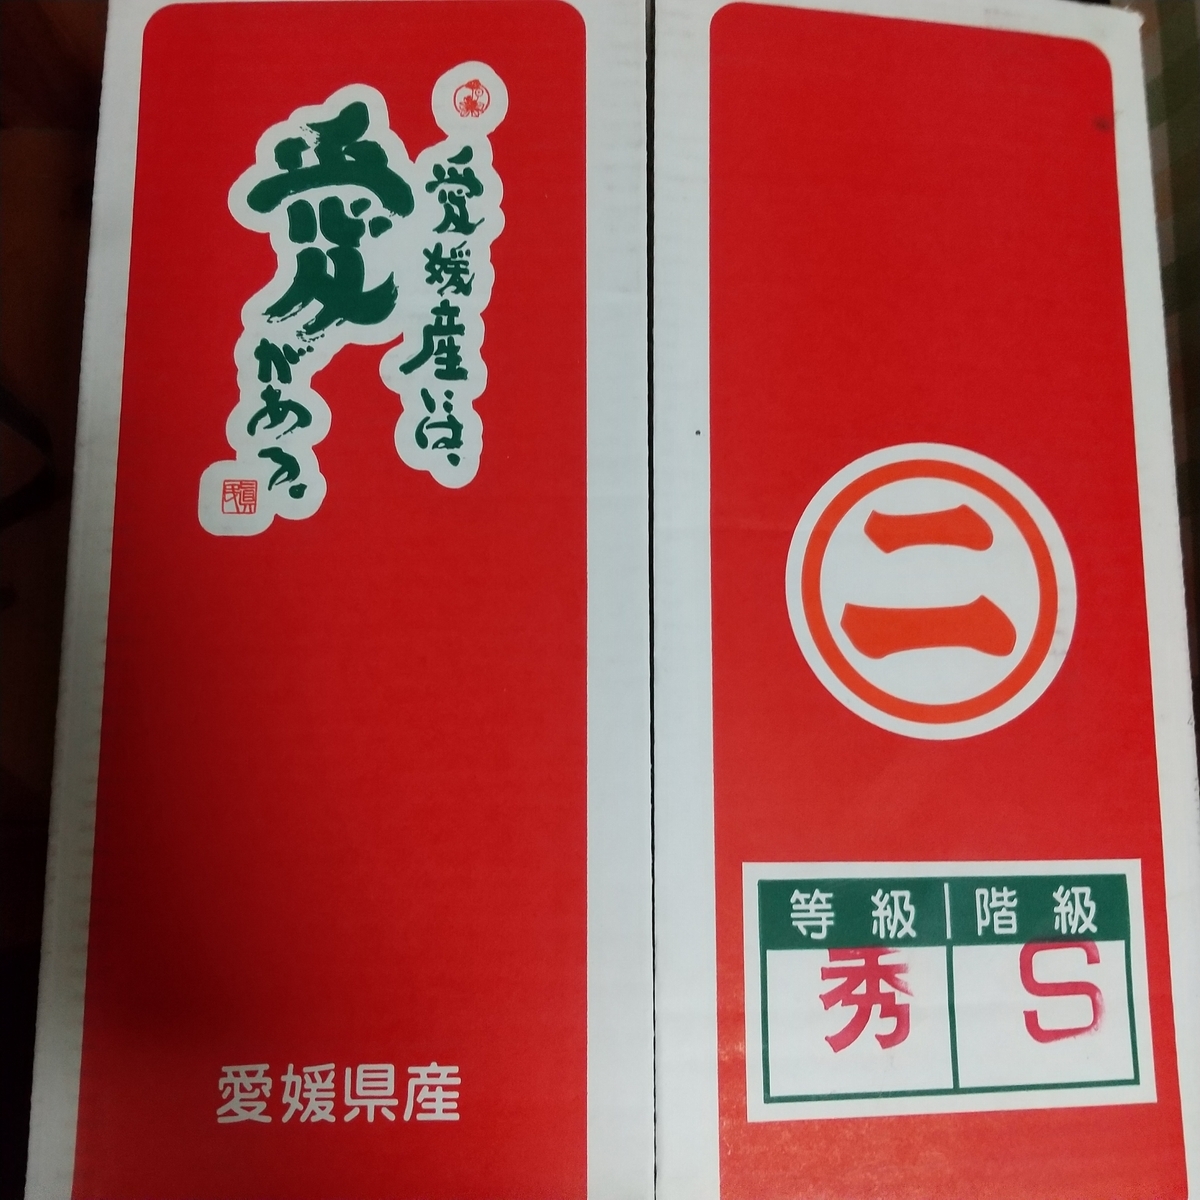 愛媛産には、
愛がある。
愛媛県産
二
等級 階級
秀 S